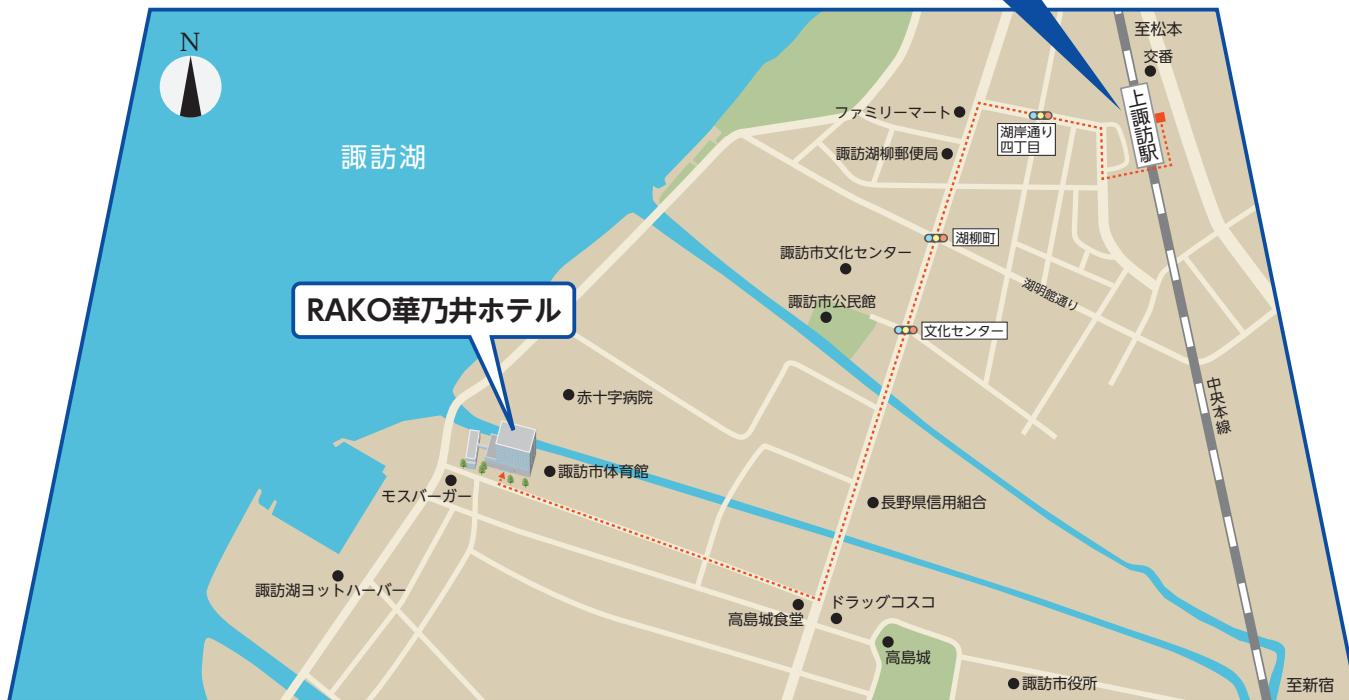 N
至松本
交番
上諏訪駅
ファミリーマート
湖岸通り
四丁目
諏訪湖柳郵便局
諏訪湖
湖柳町
諏訪市文化センター
湖明館通り
諏訪市公民館
RAKO華乃井ホテル
文化センター
中央本線
赤十字病院
諏訪市体育館
モスバーガー
長野県信用組合
諏訪湖ヨットハーバー
ドラッグコスコ
高島城食堂
高島城
諏訪市役所
至新宿